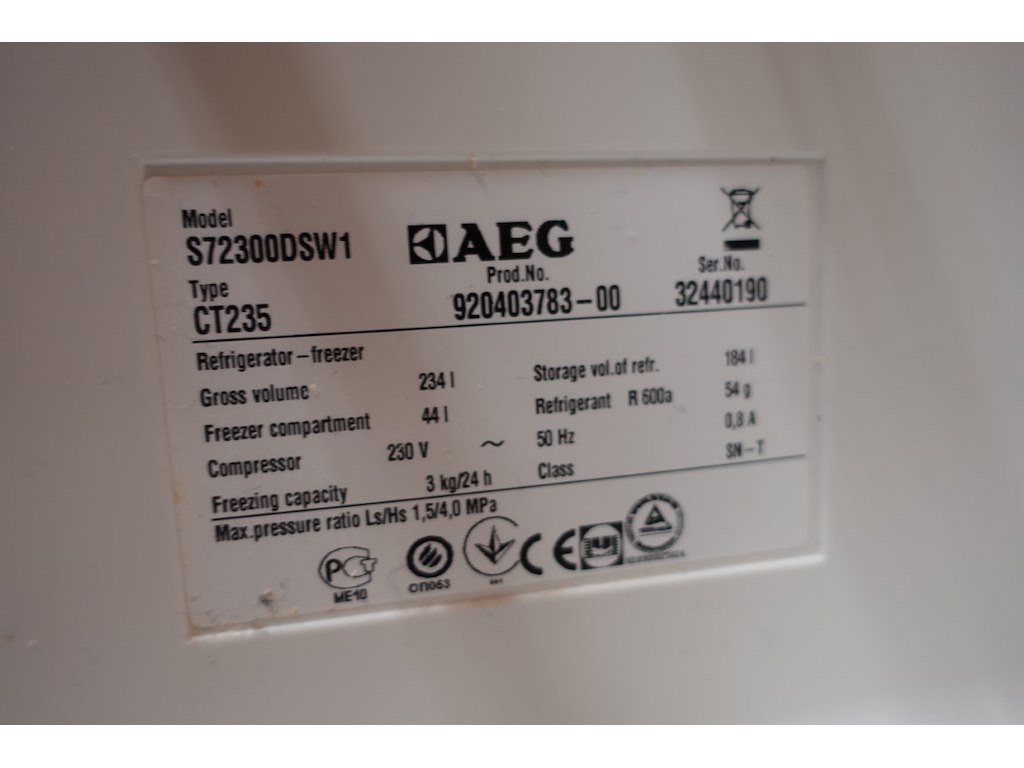 Model
S72300DSW1
AEG
Type
CT235
Prod.No.
920403783-00
Ser.No.
32440190
Refrigerator-freezer
Gross volume 234 l
Storage vol.of refr. 184 l
Freezer compartment 44 l
Refrigerant R 600a 54 g
Compressor 230 V ~ 50 Hz 0,8 A
Freezing capacity 3 kg/24 h
Class SN-T
Max.pressure ratio Ls/Hs 1,5/4,0 MPa
РСТ
ME10
ОП063
CE